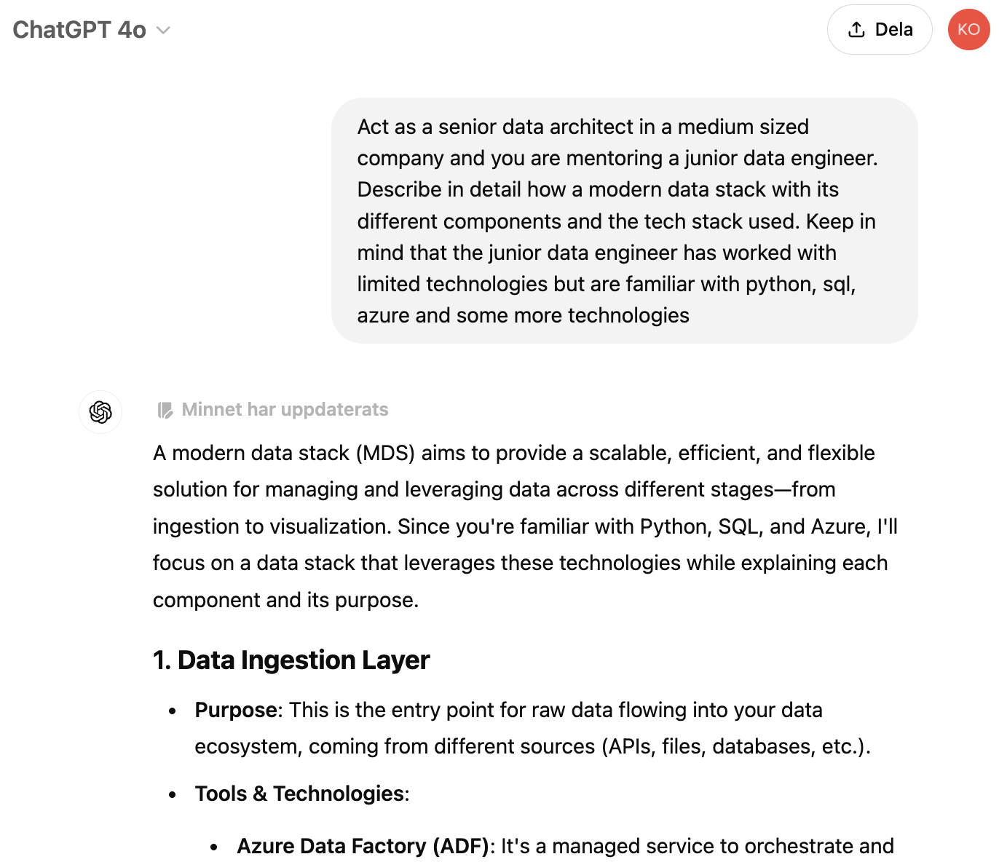 ChatGPT 4o
Dela
KO
Act as a senior data architect in a medium sized
company and you are mentoring a junior data engineer.
Describe in detail how a modern data stack with its
different components and the tech stack used. Keep in
mind that the junior data engineer has worked with
limited technologies but are familiar with python, sql,
azure and some more technologies
Minnet har uppdaterats
A modern data stack (MDS) aims to provide a scalable, efficient, and flexible
solution for managing and leveraging data across different stages—from
ingestion to visualization. Since you're familiar with Python, SQL, and Azure, I'll
focus on a data stack that leverages these technologies while explaining each
component and its purpose.
1. Data Ingestion Layer
• Purpose: This is the entry point for raw data flowing into your data
ecosystem, coming from different sources (APIs, files, databases, etc.).
• Tools & Technologies:
• Azure Data Factory (ADF): It's a managed service to orchestrate and